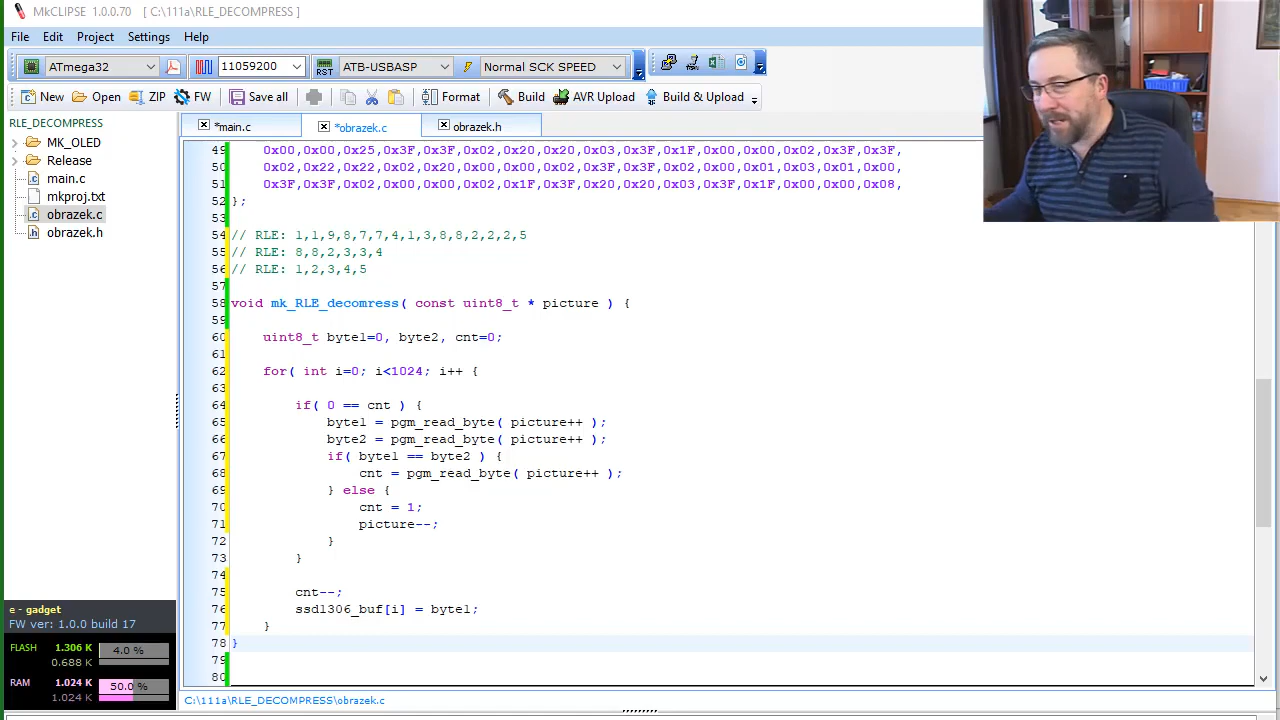 MkCLIPSE 1.0.0.70 [ C:\111a\RLE_DECOMPRESS ]
File Edit Project Settings Help
ATmega32 11059200 RST ATB-USBASP Normal SCK SPEED
New Open ZIP FW Save all Format Build AVR Upload Build & Upload
RLE_DECOMPRESS
MK_OLED
Release
main.c
mkproj.txt
obrazek.c
obrazek.h
*main.c *obrazek.c obrazek.h
49 0x00,0x00,0x25,0x3E,0x3F,0x02,0x20,0x20,0x03,0x3F,0x1F,0x00,0x00,0x02,0x3F,0x3F,
50 0x02,0x22,0x22,0x03,0x20,0x00,0x00,0x02,0x3F,0x3F,0x02,0x00,0x01,0x03,0x01,0x00,
51 0x3F,0x3F,0x02,0x00,0x00,0x02,0x1F,0x3F,0x20,0x20,0x03,0x3F,0x1F,0x00,0x00,0x08,
52 };
53
54 // RLE: 1,1,9,8,7,7,4,1,3,8,8,2,2,2,5
55 // RLE: 8,8,2,3,3,4
56 // RLE: 1,2,3,4,5
57
58 void mk_RLE_decomress( const uint8_t * picture ) {
59
60 uint8_t byte1=0, byte2, cnt=0;
61
62 for( int i=0; i<1024; i++ {
63
64 if( 0 == cnt ) {
65 byte1 = pgm_read_byte( picture++ );
66 byte2 = pgm_read_byte( picture++ );
67 if( byte1 == byte2 ) {
68 cnt = pgm_read_byte( picture++ );
69 } else {
70 cnt = 1;
71 picture--;
72 }
73 }
74
75 cnt--;
76 ssd1306_buf[i] = byte1;
77 }
78 }
79
80
e - gadget
FW ver: 1.0.0 build 17
FLASH 1.306 K 4.0 %
0.688 K
RAM 1.024 K 50.0 %
1.024 K
C:\111a\RLE_DECOMPRESS\obrazek.c